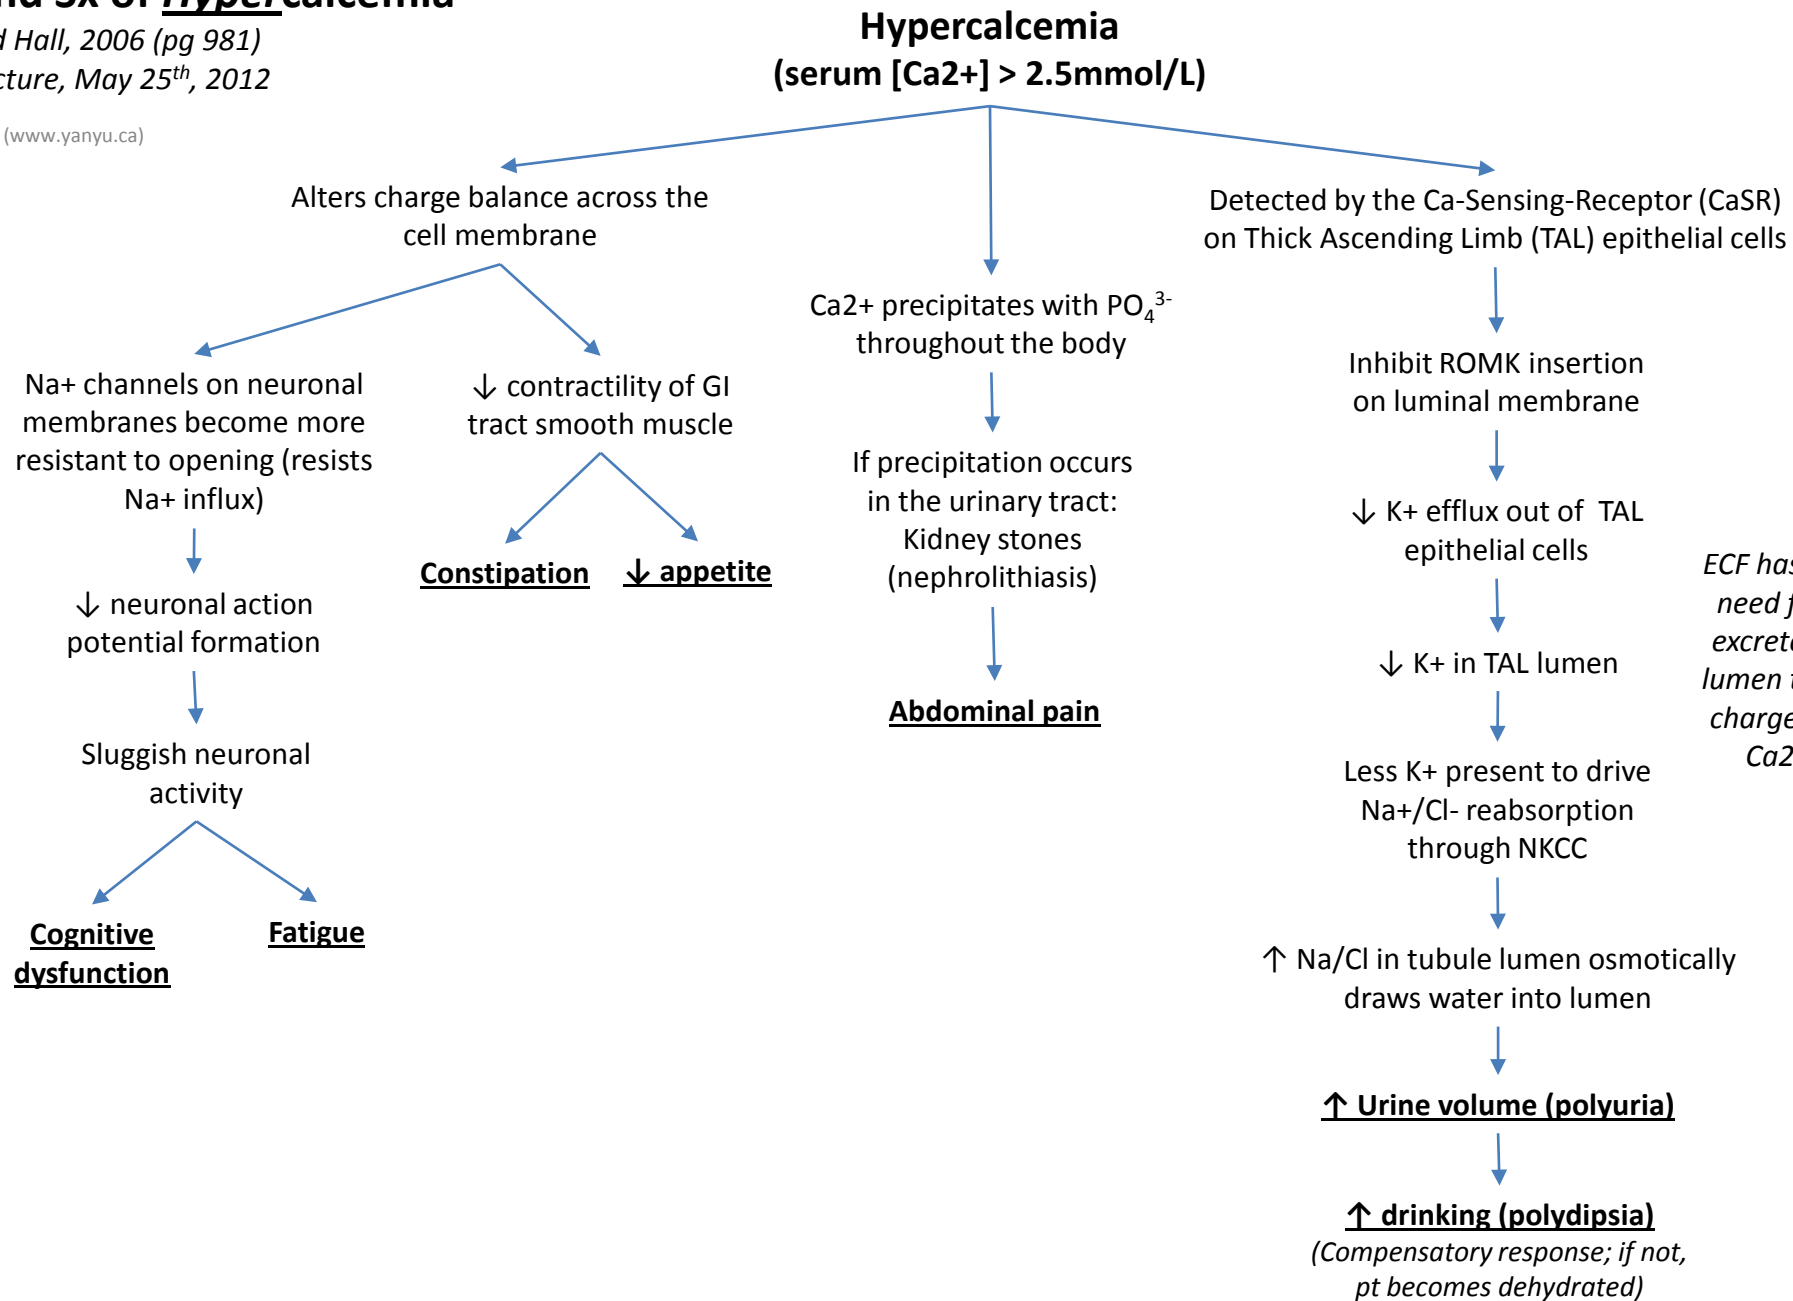 nd Sx of Hypercalcemia
d Hall, 2006 (pg 981)
cture, May 25th, 2012
(www.yanyu.ca)
Hypercalcemia
(serum [Ca2+] > 2.5mmol/L)
Alters charge balance across the
cell membrane
Na+ channels on neuronal
membranes become more
resistant to opening (resists
Na+ influx)
↓ neuronal action
potential formation
Sluggish neuronal
activity
Cognitive
dysfunction
Fatigue
↓ contractility of GI
tract smooth muscle
Constipation
↓ appetite
Ca2+ precipitates with PO₄³⁻
throughout the body
If precipitation occurs
in the urinary tract:
Kidney stones
(nephrolithiasis)
Abdominal pain
Detected by the Ca-Sensing-Receptor (CaSR)
on Thick Ascending Limb (TAL) epithelial cells
Inhibit ROMK insertion
on luminal membrane
↓ K+ efflux out of TAL
epithelial cells
↓ K+ in TAL lumen
Less K+ present to drive
Na+/Cl- reabsorption
through NKCC
↑ Na/Cl in tubule lumen osmotically
draws water into lumen
↑ Urine volume (polyuria)
↑ drinking (polydipsia)
(Compensatory response; if not,
pt becomes dehydrated)
ECF has
need f
excrete
lumen t
charge
Ca2